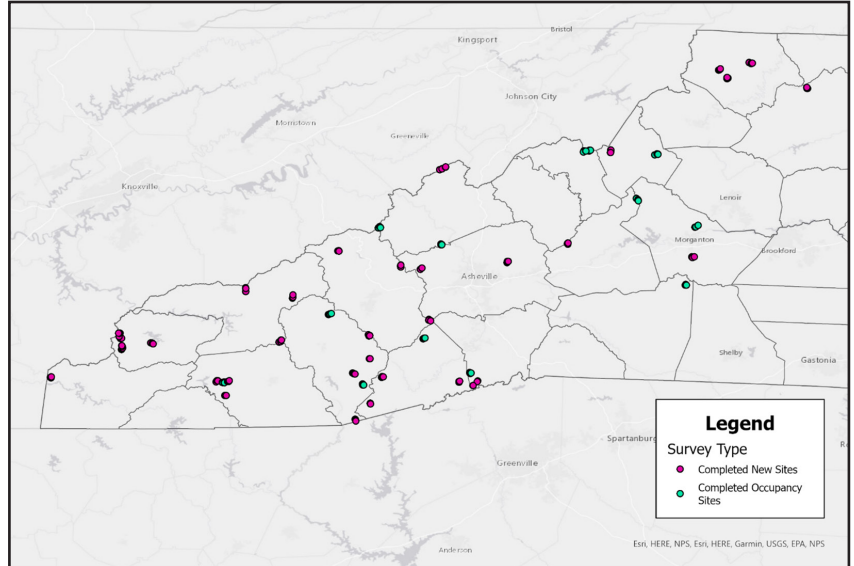 Bristol
Kingsport
Johnson City
Morristown
Greeneville
Knoxville
Lenoir
Morganton
Brookford
Asheville
Shelby
Gastonia
Legend
Survey Type
Completed New Sites
Completed Occupancy
Sites
Spartanburg
Greenville
Anderson
Esri, HERE, NPS, Esri, HERE, Garmin, USGS, EPA, NPS